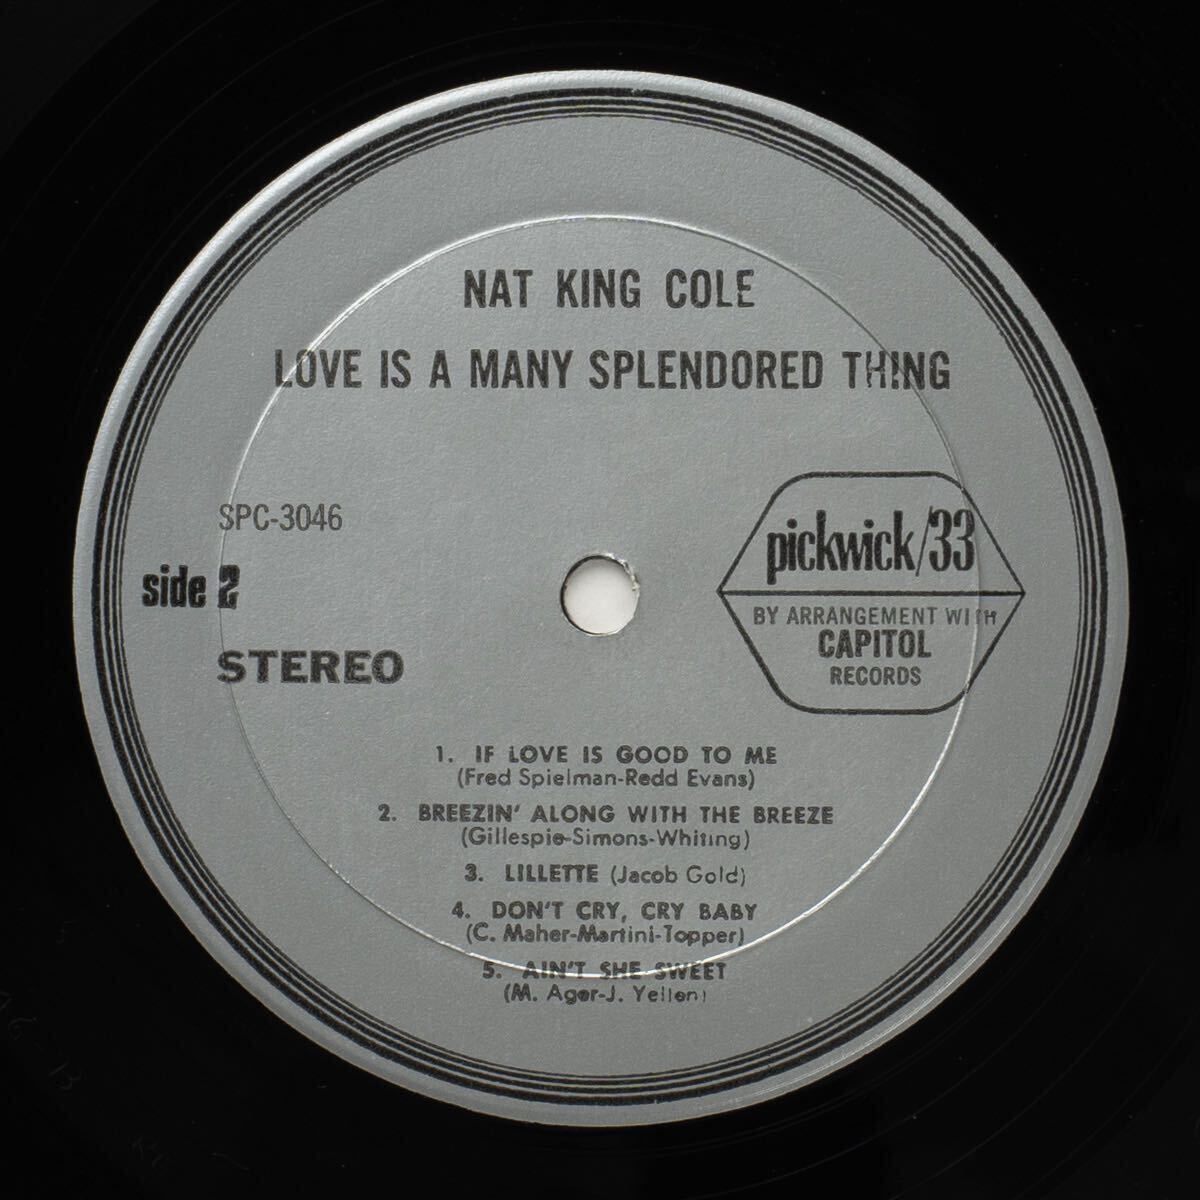 NAT KING COLE
LOVE IS A MANY SPLENDORED THING
SPC-3046
side 2
STEREO
pickwick/33
BY ARRANGEMENT WITH
CAPITOL
RECORDS
1. IF LOVE IS GOOD TO ME
(Fred Spielman-Redd Evans)
2. BREEZIN' ALONG WITH THE BREEZE
(Gillespie-Simons-Whiting)
3. LILLETTE (Jacob Gold)
4. DON'T CRY, CRY BABY
(C. Maher-Martini-Topper)
5. AIN'T SHE SWEET
(M. Ager-J. Yellen)